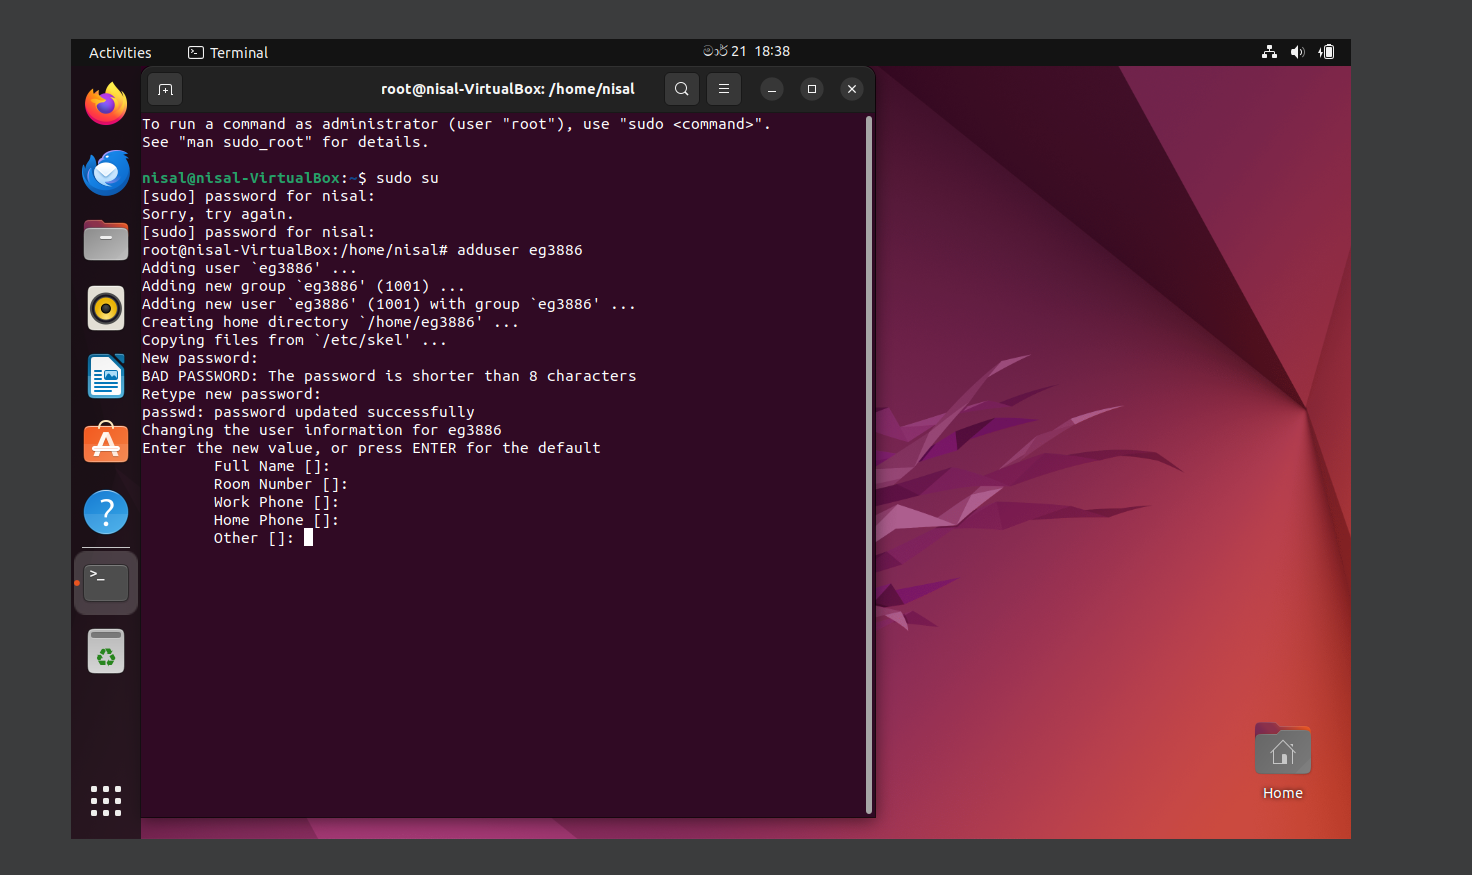 Activities
Terminal
මාර් 21 18:38
root@nisal-VirtualBox: /home/nisal
To run a command as administrator (user "root"), use "sudo <command>".
See "man sudo_root" for details.
nisal@nisal-VirtualBox:~$ sudo su
[sudo] password for nisal:
Sorry, try again.
[sudo] password for nisal:
root@nisal-VirtualBox:/home/nisal# adduser eg3886
Adding user `eg3886' ...
Adding new group `eg3886' (1001) ...
Adding new user `eg3886' (1001) with group `eg3886' ...
Creating home directory `/home/eg3886' ...
Copying files from `/etc/skel' ...
New password:
BAD PASSWORD: The password is shorter than 8 characters
Retype new password:
passwd: password updated successfully
Changing the user information for eg3886
Enter the new value, or press ENTER for the default
Full Name []:
Room Number []:
Work Phone []:
Home Phone []:
Other []:
Home